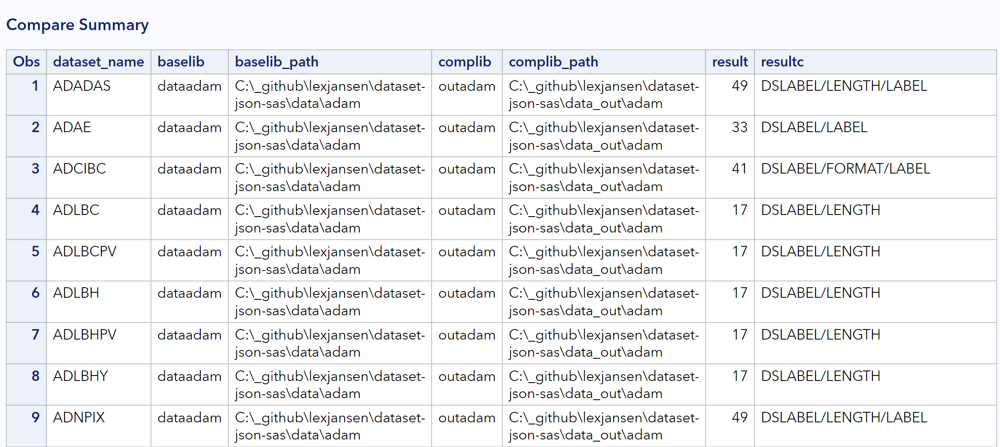 Compare Summary
Obs dataset_name baselib baselib_path complib complib_path result resultc
1 ADADAS dataadam C:\_github\lexjansen\dataset- outadam C:\_github\lexjansen\dataset- 49 DSLABEL/LENGTH/LABEL
json-sas\data\adam json-sas\data_out\adam
2 ADAE dataadam C:\_github\lexjansen\dataset- outadam C:\_github\lexjansen\dataset- 33 DSLABEL/LABEL
json-sas\data\adam json-sas\data_out\adam
3 ADCIBC dataadam C:\_github\lexjansen\dataset- outadam C:\_github\lexjansen\dataset- 41 DSLABEL/FORMAT/LABEL
json-sas\data\adam json-sas\data_out\adam
4 ADLBC dataadam C:\_github\lexjansen\dataset- outadam C:\_github\lexjansen\dataset- 17 DSLABEL/LENGTH
json-sas\data\adam json-sas\data_out\adam
5 ADLBCPV dataadam C:\_github\lexjansen\dataset- outadam C:\_github\lexjansen\dataset- 17 DSLABEL/LENGTH
json-sas\data\adam json-sas\data_out\adam
6 ADLBH dataadam C:\_github\lexjansen\dataset- outadam C:\_github\lexjansen\dataset- 17 DSLABEL/LENGTH
json-sas\data\adam json-sas\data_out\adam
7 ADLBHPV dataadam C:\_github\lexjansen\dataset- outadam C:\_github\lexjansen\dataset- 17 DSLABEL/LENGTH
json-sas\data\adam json-sas\data_out\adam
8 ADLBHY dataadam C:\_github\lexjansen\dataset- outadam C:\_github\lexjansen\dataset- 17 DSLABEL/LENGTH
json-sas\data\adam json-sas\data_out\adam
9 ADNPIX dataadam C:\_github\lexjansen\dataset- outadam C:\_github\lexjansen\dataset- 49 DSLABEL/LENGTH/LABEL
json-sas\data\adam json-sas\data_out\adam